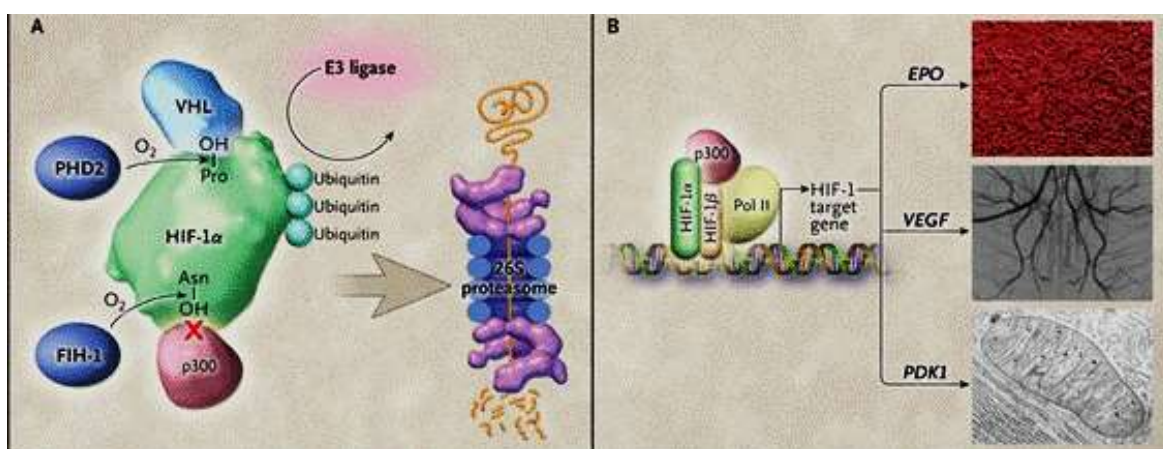 A
E3 ligase
VHL
PHD2
O2
OH
Pro
Ubiquitin
Ubiquitin
Ubiquitin
HIF-1α
Asn
OH
O2
X
FIH-1
p300
26S
proteasome
B
EPO
p300
HIF-1α
HIF-1β
Pol II
HIF-1
target
gene
VEGF
PDK1